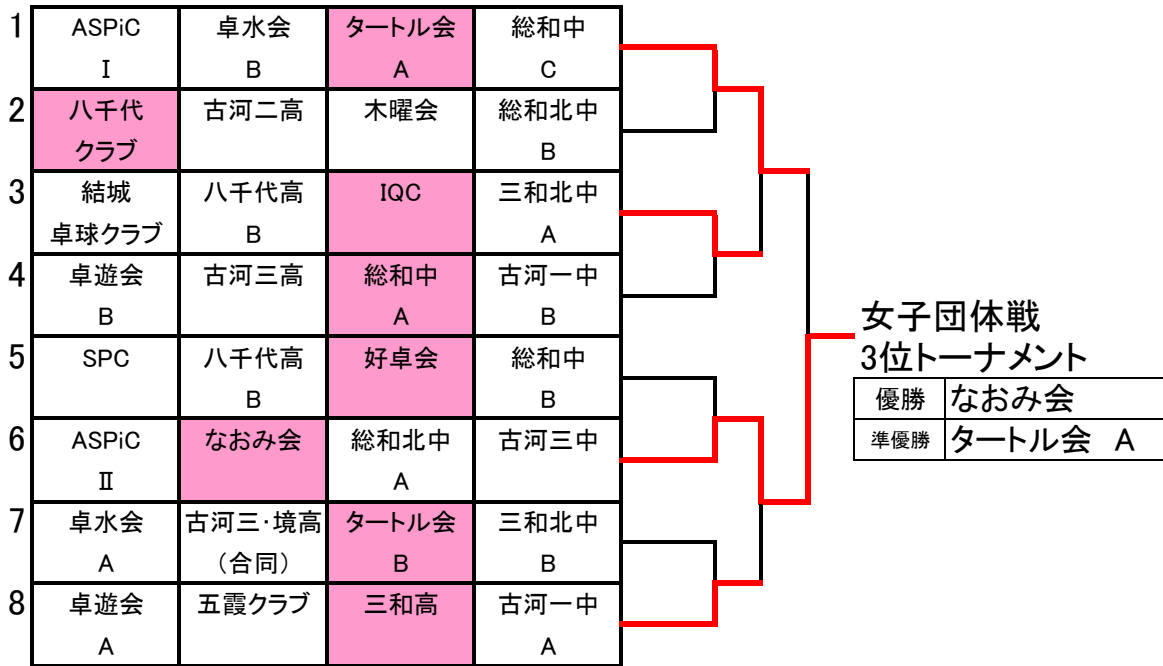 1 ASPiC 卓水会 タートル会 総和中
I B A C
2 八千代 古河二高 木曜会 総和北中
クラブ B
3 結城 八千代高 IQC 三和北中
卓球クラブ B A
4 卓遊会 古河三高 総和中 古河一中
B A B
5 SPC 八千代高 好卓会 総和中
B B
6 ASPiC なおみ会 総和北中 古河三中
Ⅱ A
7 卓水会 古河三・境高 タートル会 三和北中
A (合同) B B
8 卓遊会 五霞クラブ 三和高 古河一中
A A
女子団体戦
3位トーナメント
優勝 なおみ会
準優勝 タートル会 A